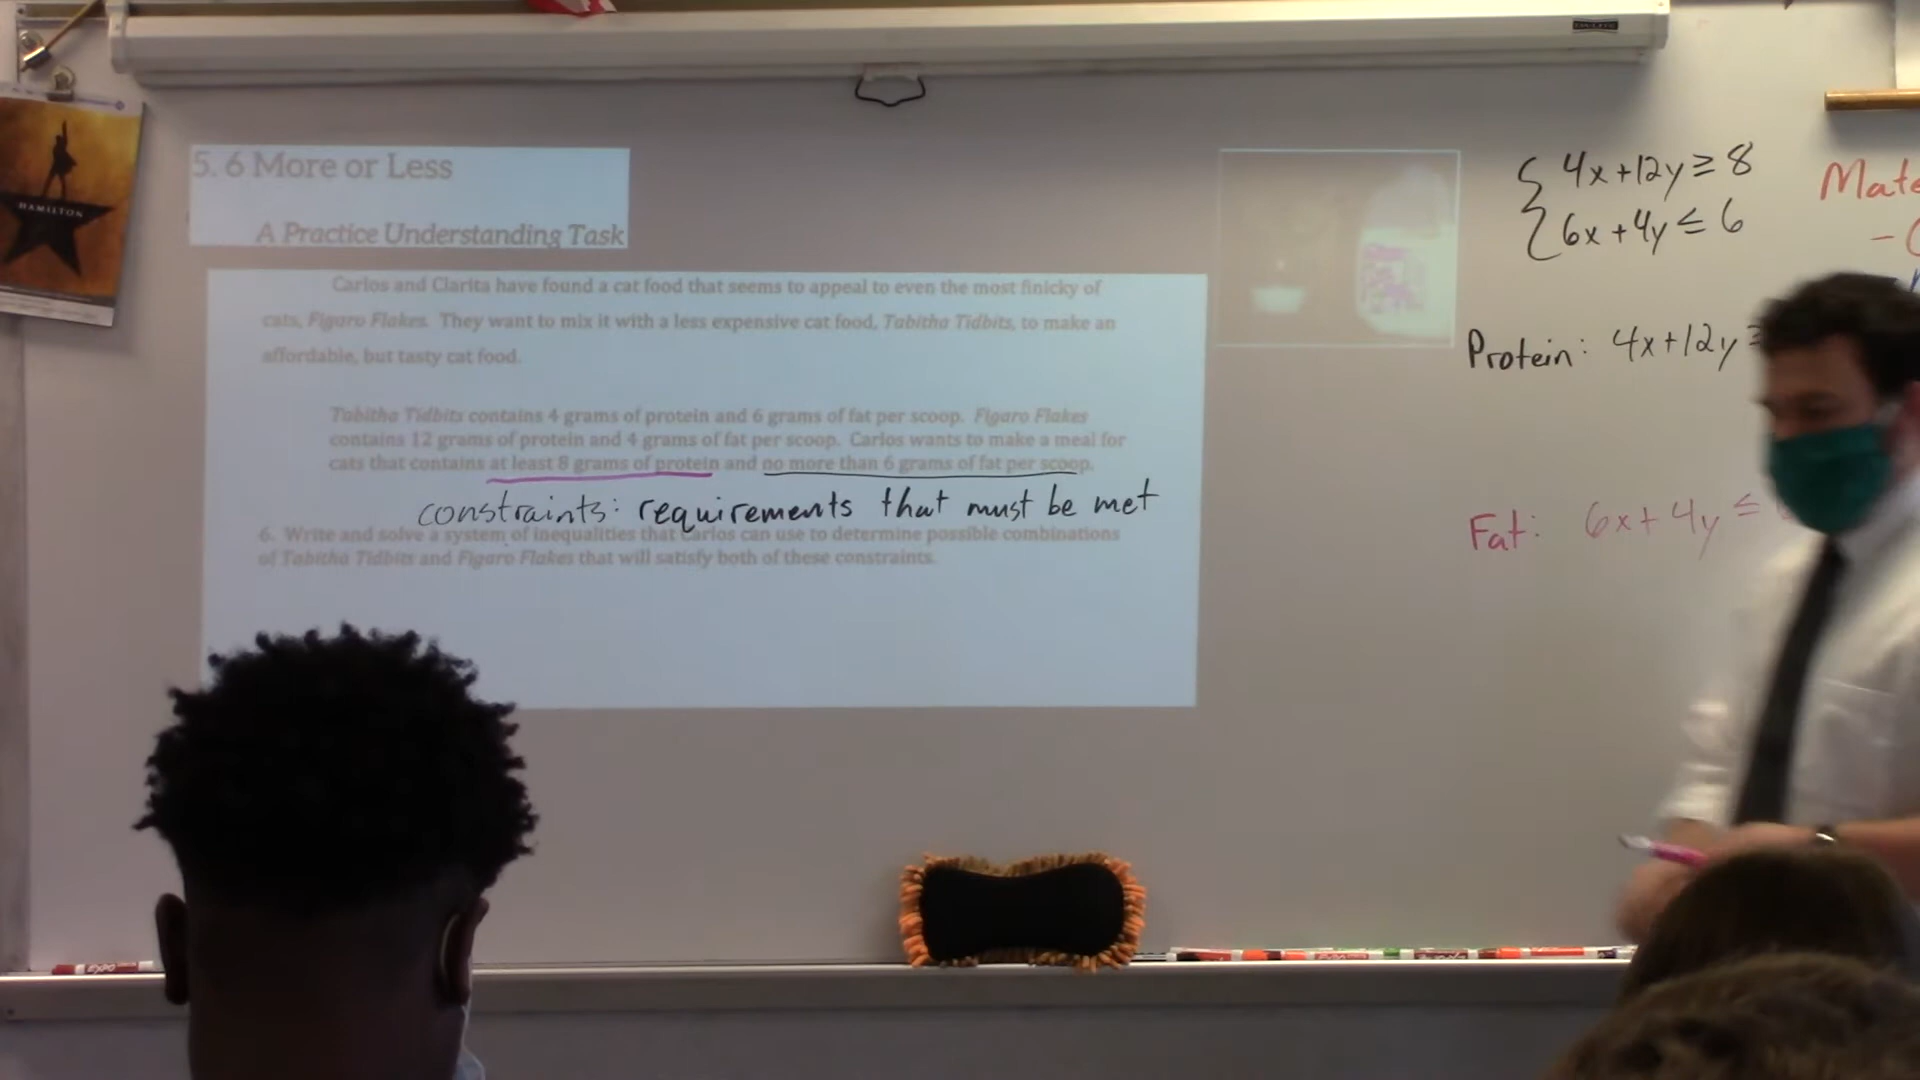 HAMILTON
5. 6 More or Less
A Practice Understanding Task
Carlos and Clarita have found a cat food that seems to appeal to even the most finicky of
cats, Figaro Flakes. They want to mix it with a less expensive cat food, Tabitha Tidbits, to make an
affordable, but tasty cat food.
Tabitha Tidbits contains 4 grams of protein and 6 grams of fat per scoop. Figaro Flakes
contains 12 grams of protein and 4 grams of fat per scoop. Carlos wants to make a meal for
cats that contains at least 8 grams of protein and no more than 6 grams of fat per scoop.
constraints: requirements that must be met
6. Write and solve a system of inequalities that Carlos can use to determine possible combinations
of Tabitha Tidbits and Figaro Flakes that will satisfy both of these constraints.
4x+12y ≥ 8
6x+4y ≤ 6
Protein: 4x+12y ≥
Fat: 6x+4y ≤
Mate
EXPO